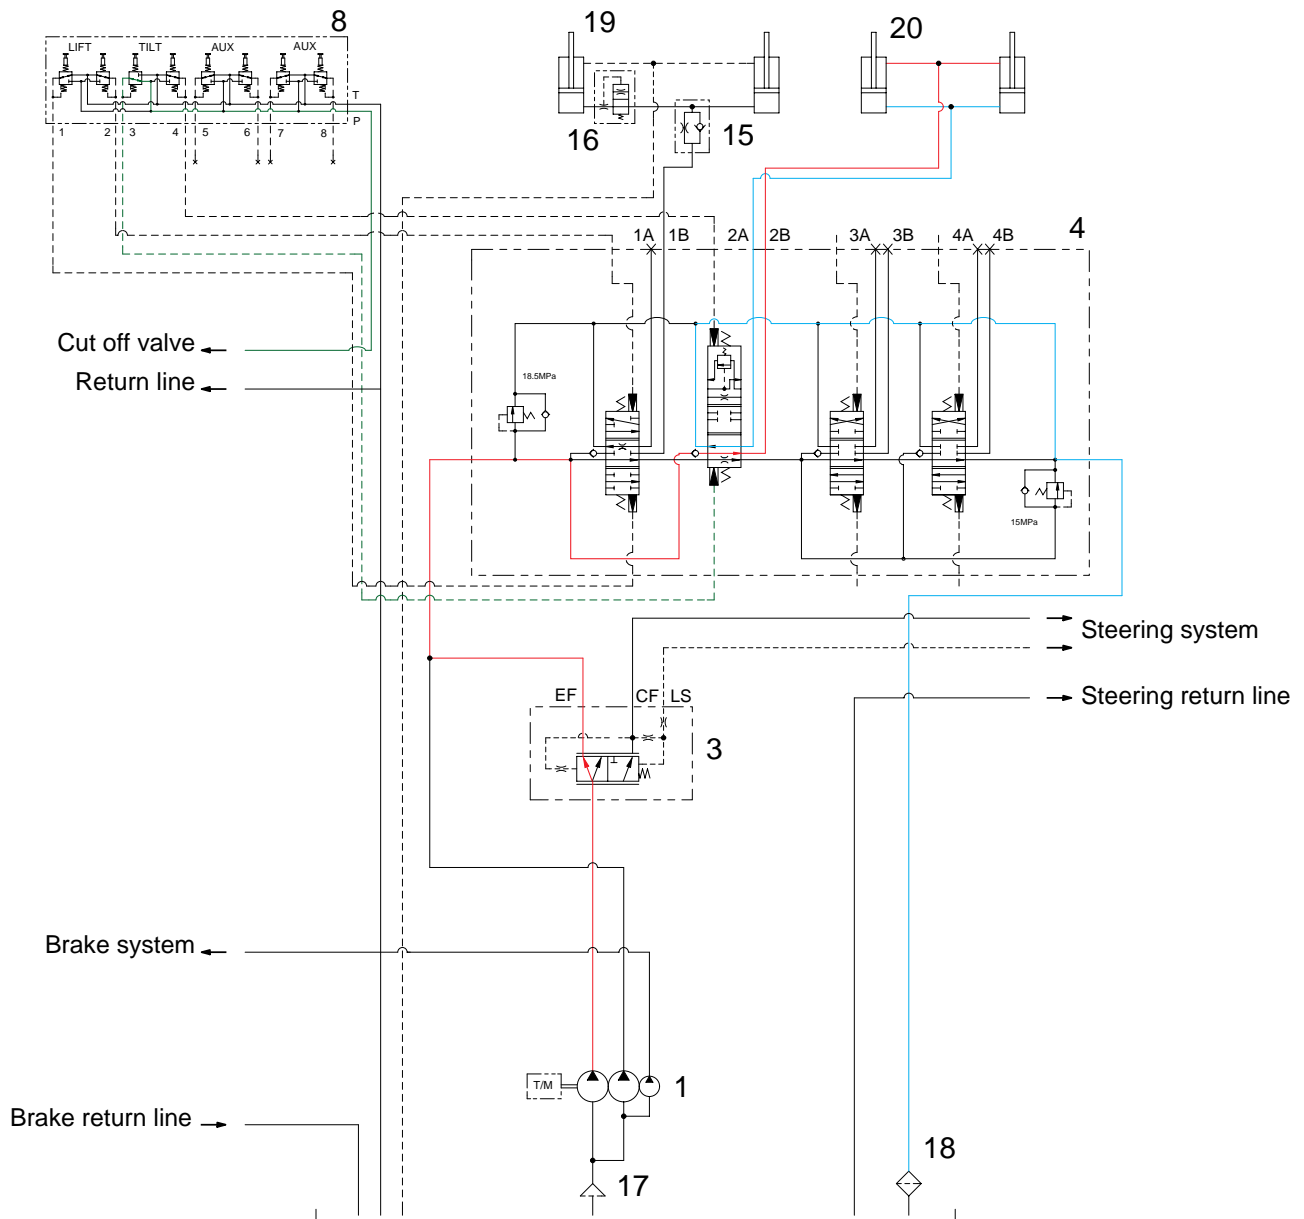 8
19
20
LIFT
TILT
AUX
AUX
T
P
1
2
3
4
5
6
7
8
16
15
1A
1B
2A
2B
3A
3B
4A
4B
4
Cut off valve
Return line
18.5MPa
15MPa
Steering system
EF
CF
LS
Steering return line
3
Brake system
T/M
1
Brake return line
17
18